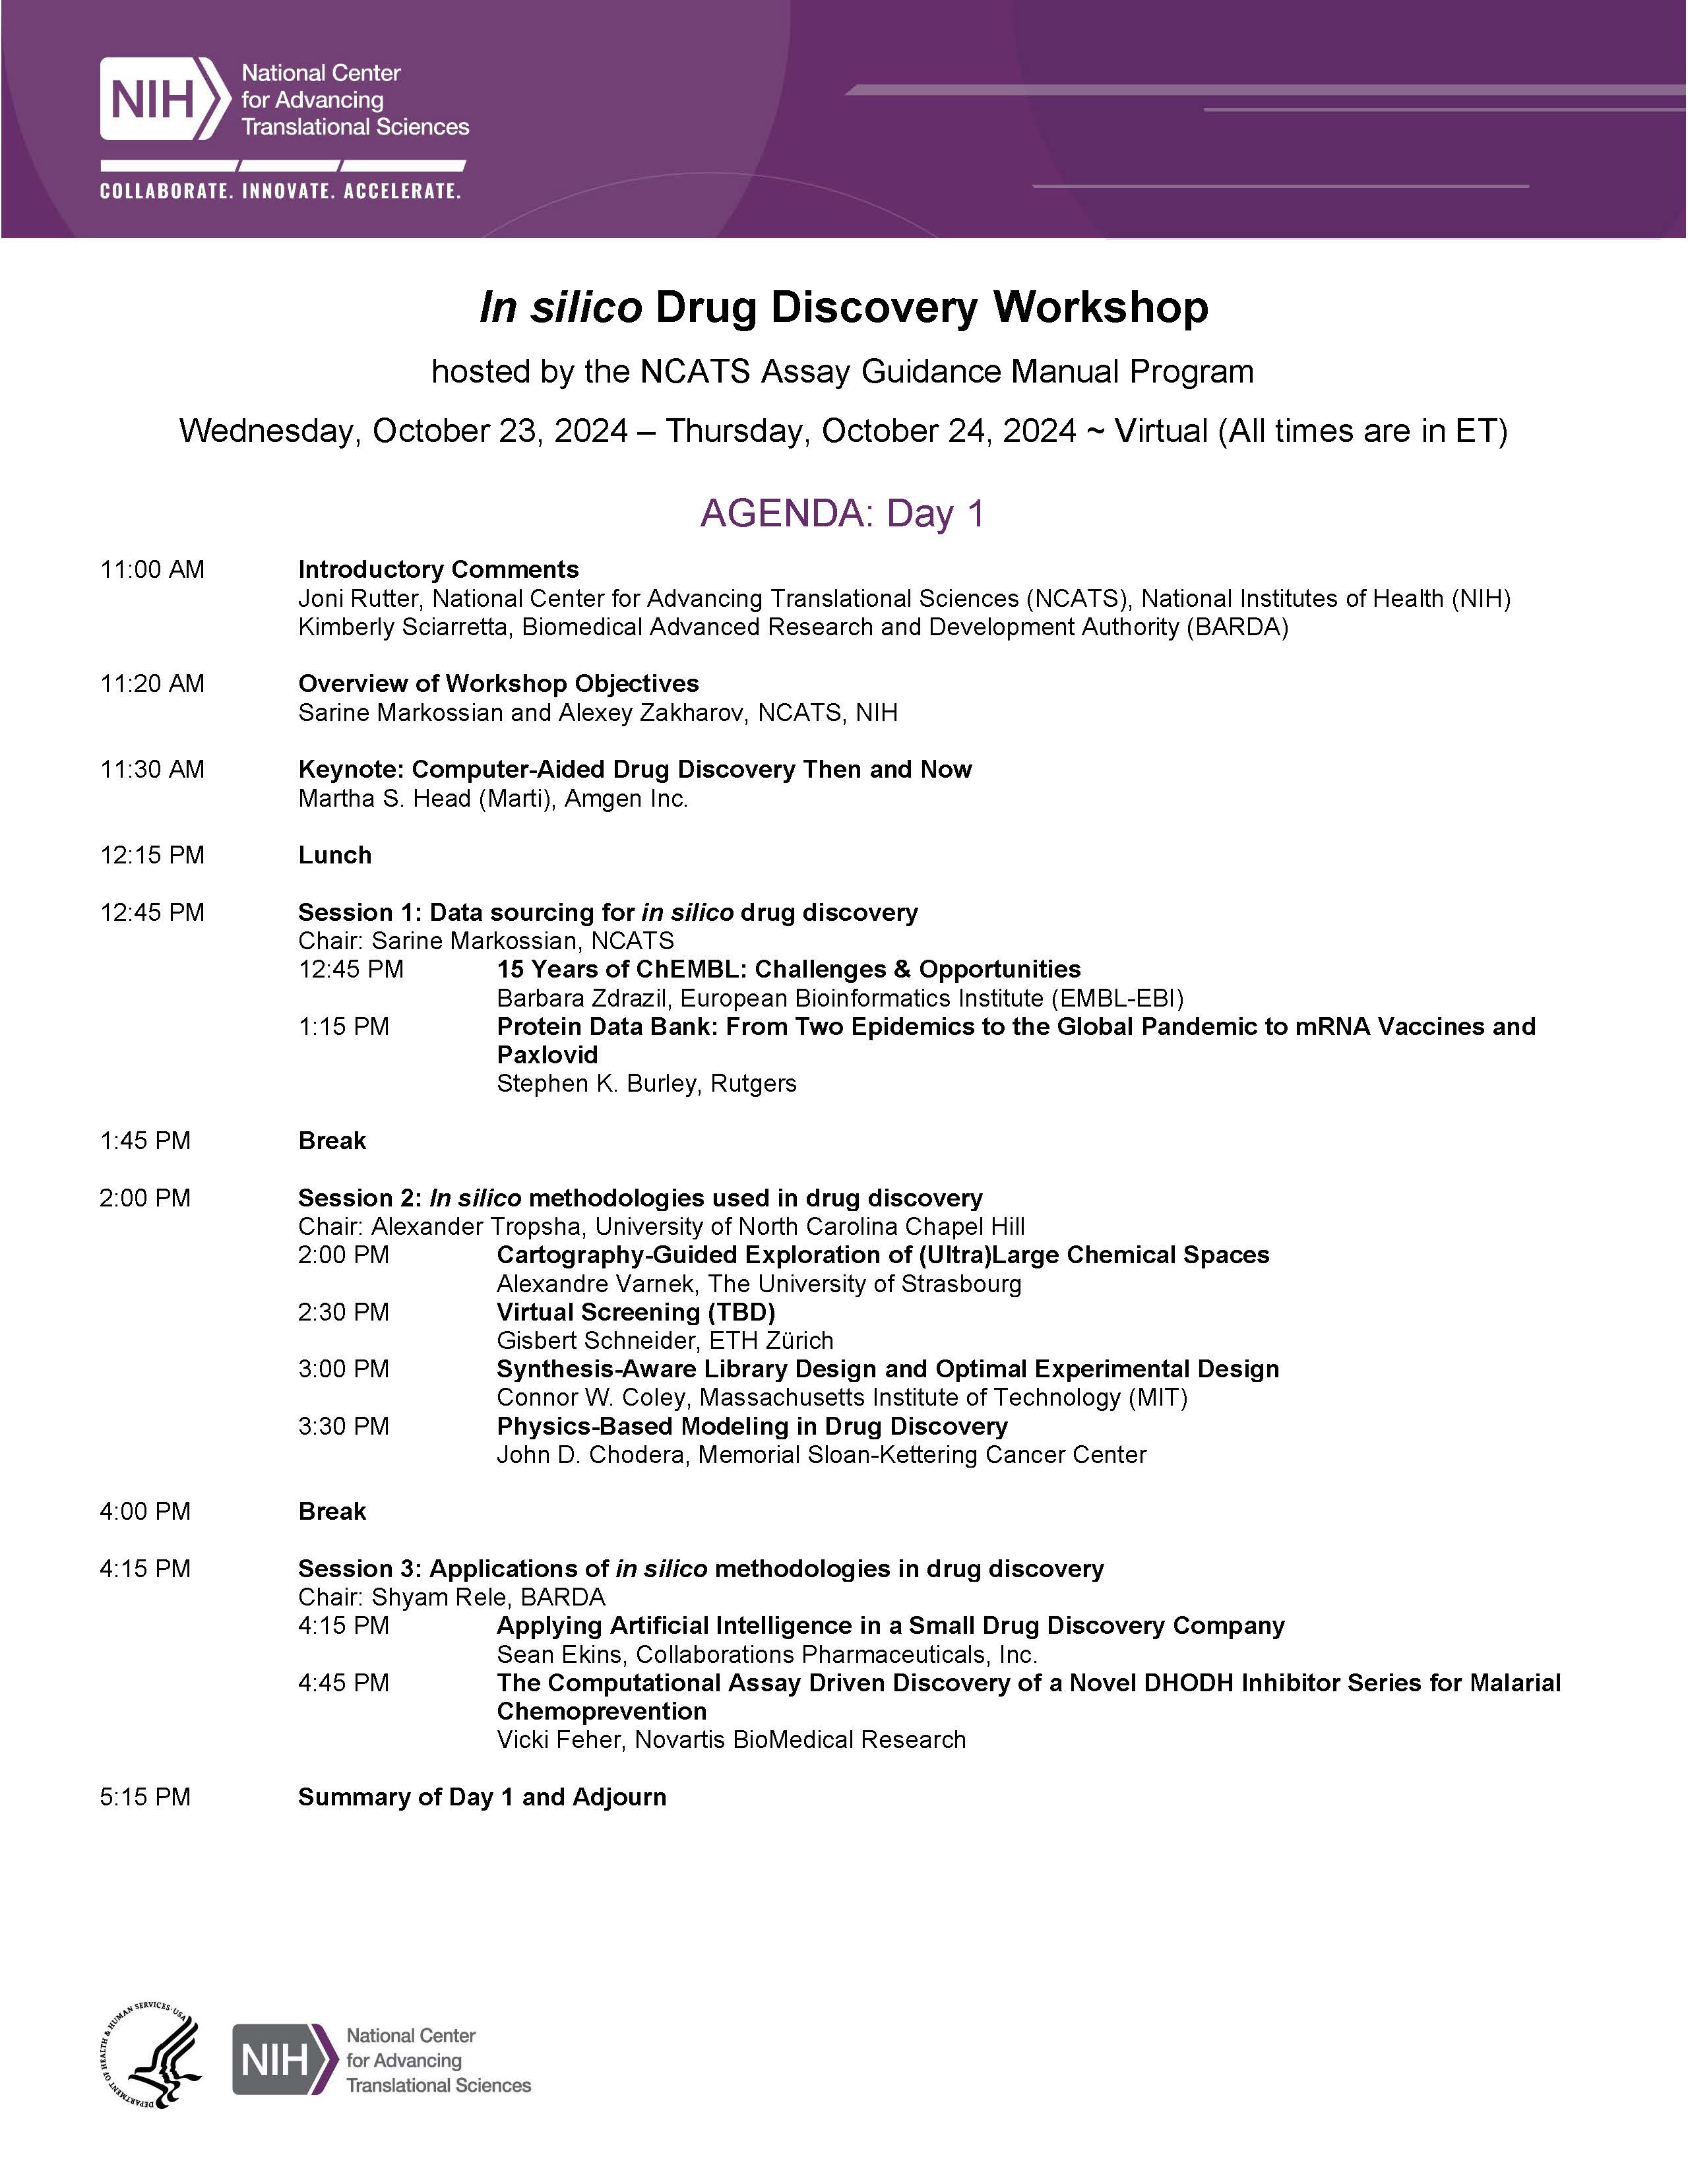 NIH
National Center
for Advancing
Translational Sciences
COLLABORATE. INNOVATE. ACCELERATE.
In silico Drug Discovery Workshop
hosted by the NCATS Assay Guidance Manual Program
Wednesday, October 23, 2024 – Thursday, October 24, 2024 ~ Virtual (All times are in ET)
AGENDA: Day 1
11:00 AM Introductory Comments
Joni Rutter, National Center for Advancing Translational Sciences (NCATS), National Institutes of Health (NIH)
Kimberly Sciarretta, Biomedical Advanced Research and Development Authority (BARDA)
11:20 AM Overview of Workshop Objectives
Sarine Markossian and Alexey Zakharov, NCATS, NIH
11:30 AM Keynote: Computer-Aided Drug Discovery Then and Now
Martha S. Head (Marti), Amgen Inc.
12:15 PM Lunch
12:45 PM Session 1: Data sourcing for in silico drug discovery
Chair: Sarine Markossian, NCATS
12:45 PM 15 Years of ChEMBL: Challenges & Opportunities
Barbara Zdrazil, European Bioinformatics Institute (EMBL-EBI)
1:15 PM Protein Data Bank: From Two Epidemics to the Global Pandemic to mRNA Vaccines and
Paxlovid
Stephen K. Burley, Rutgers
1:45 PM Break
2:00 PM Session 2: In silico methodologies used in drug discovery
Chair: Alexander Tropsha, University of North Carolina Chapel Hill
2:00 PM Cartography-Guided Exploration of (Ultra)Large Chemical Spaces
Alexandre Varnek, The University of Strasbourg
2:30 PM Virtual Screening (TBD)
Gisbert Schneider, ETH Zürich
3:00 PM Synthesis-Aware Library Design and Optimal Experimental Design
Connor W. Coley, Massachusetts Institute of Technology (MIT)
3:30 PM Physics-Based Modeling in Drug Discovery
John D. Chodera, Memorial Sloan-Kettering Cancer Center
4:00 PM Break
4:15 PM Session 3: Applications of in silico methodologies in drug discovery
Chair: Shyam Rele, BARDA
4:15 PM Applying Artificial Intelligence in a Small Drug Discovery Company
Sean Ekins, Collaborations Pharmaceuticals, Inc.
4:45 PM The Computational Assay Driven Discovery of a Novel DHODH Inhibitor Series for Malarial
Chemoprevention
Vicki Feher, Novartis BioMedical Research
5:15 PM Summary of Day 1 and Adjourn
DEPARTMENT OF HEALTH & HUMAN SERVICES·USA
NIH
National Center
for Advancing
Translational Sciences